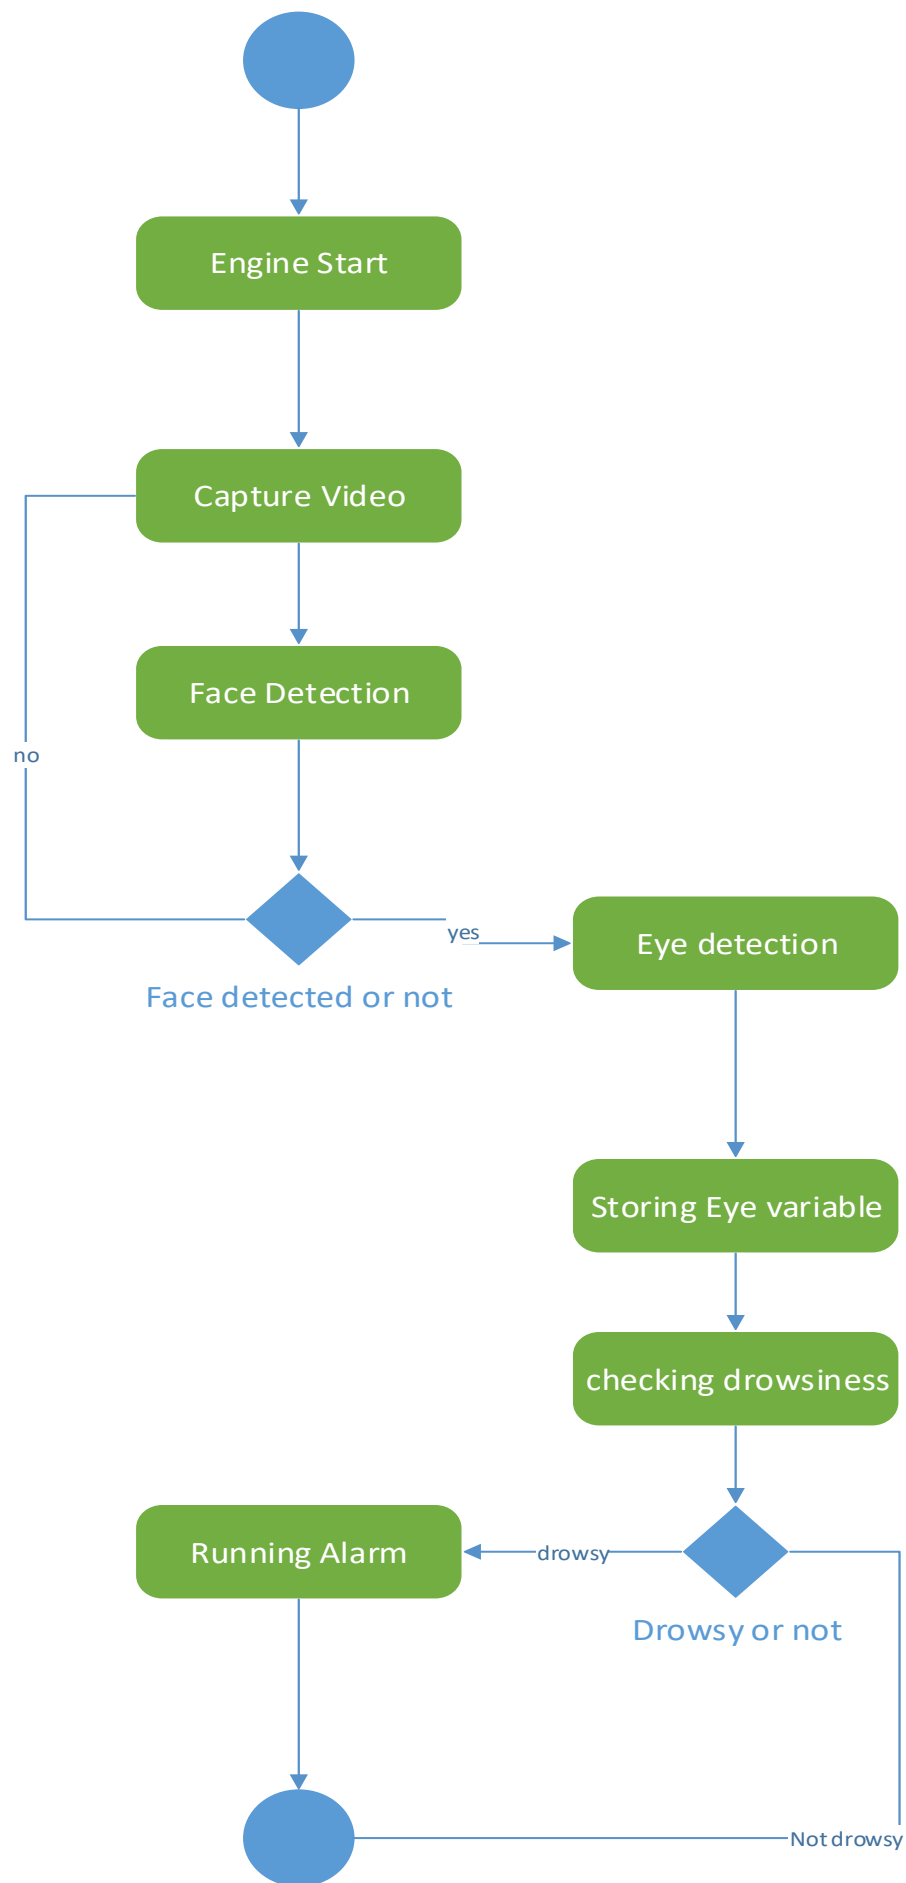 Engine Start
Capture Video
Face Detection
no
yes
Eye detection
Face detected or not
Storing Eye variable
checking drowsiness
Running Alarm
drowsy
Drowsy or not
Not drowsy